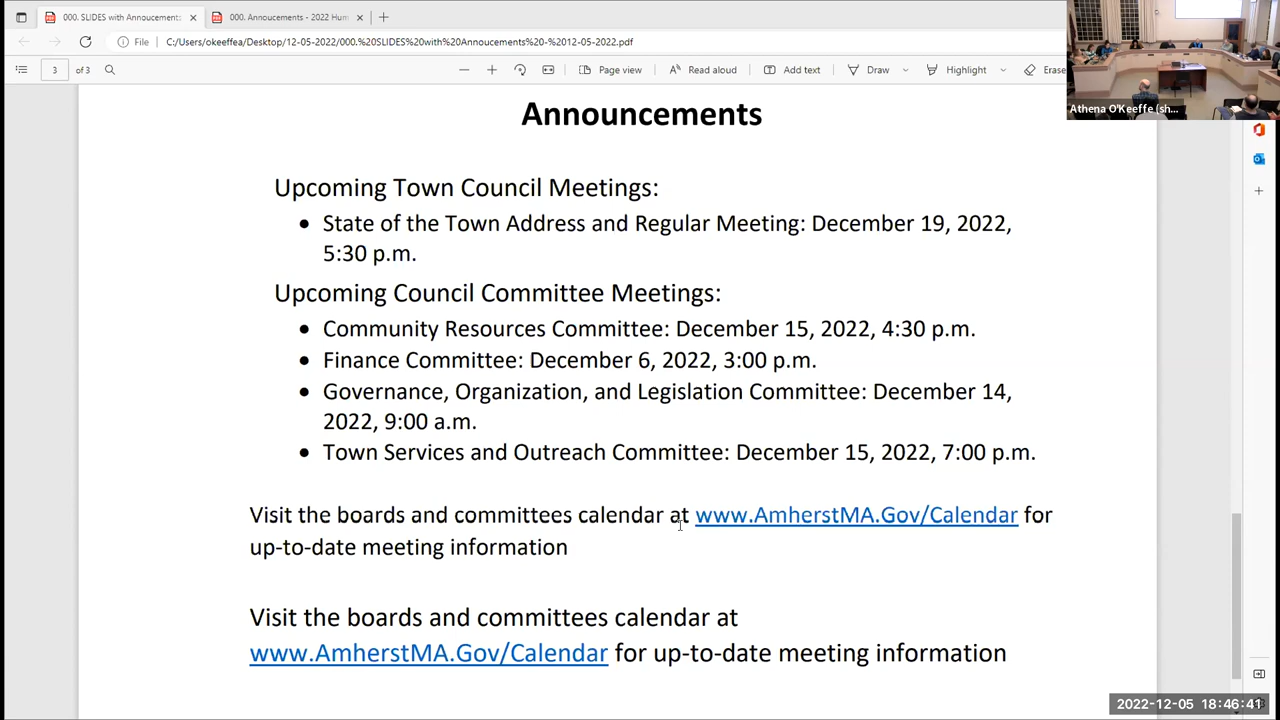 000. SLIDES with Annoucement:
000. Annoucements - 2022 Hum
File
C:/Users/okeeffea/Desktop/12-05-2022/000.%20SLIDES%20with%20Annoucements%20-%2012-05-2022.pdf
3 of 3
Page view
Read aloud
Add text
Draw
Highlight
Erase
Athena O'Keeffe (sh...
Announcements
Upcoming Town Council Meetings:
• State of the Town Address and Regular Meeting: December 19, 2022,
5:30 p.m.
Upcoming Council Committee Meetings:
• Community Resources Committee: December 15, 2022, 4:30 p.m.
• Finance Committee: December 6, 2022, 3:00 p.m.
• Governance, Organization, and Legislation Committee: December 14,
2022, 9:00 a.m.
• Town Services and Outreach Committee: December 15, 2022, 7:00 p.m.
Visit the boards and committees calendar at www.AmherstMA.Gov/Calendar for
up-to-date meeting information
Visit the boards and committees calendar at
www.AmherstMA.Gov/Calendar for up-to-date meeting information
2022-12-05 18:46:41